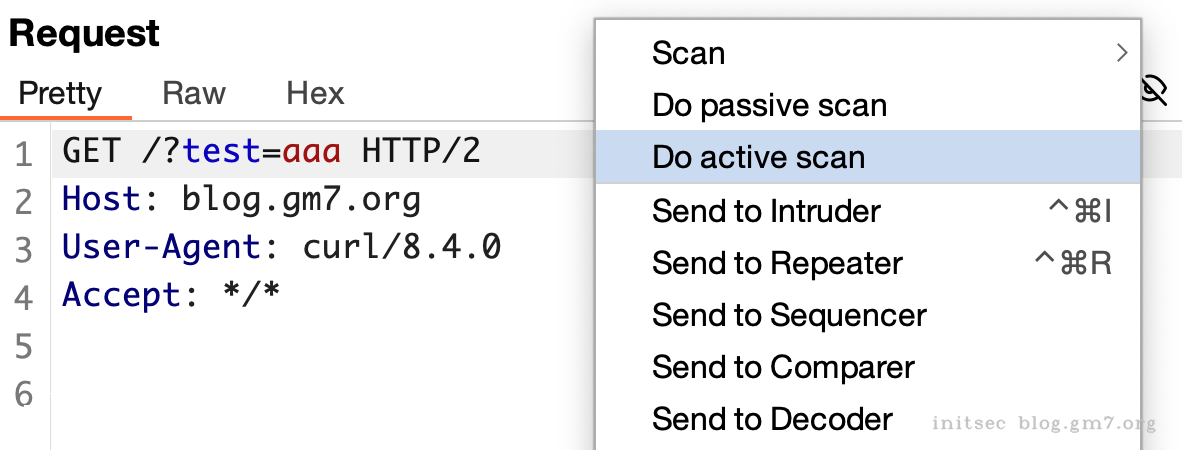 Request
Pretty Raw Hex
1 GET /?test=aaa HTTP/2
2 Host: blog.gm7.org
3 User-Agent: curl/8.4.0
4 Accept: */*
5
6
Scan
Do passive scan
Do active scan
Send to Intruder ^⌘I
Send to Repeater ^⌘R
Send to Sequencer
Send to Comparer
Send to Decoder
initsec blog.gm7.org